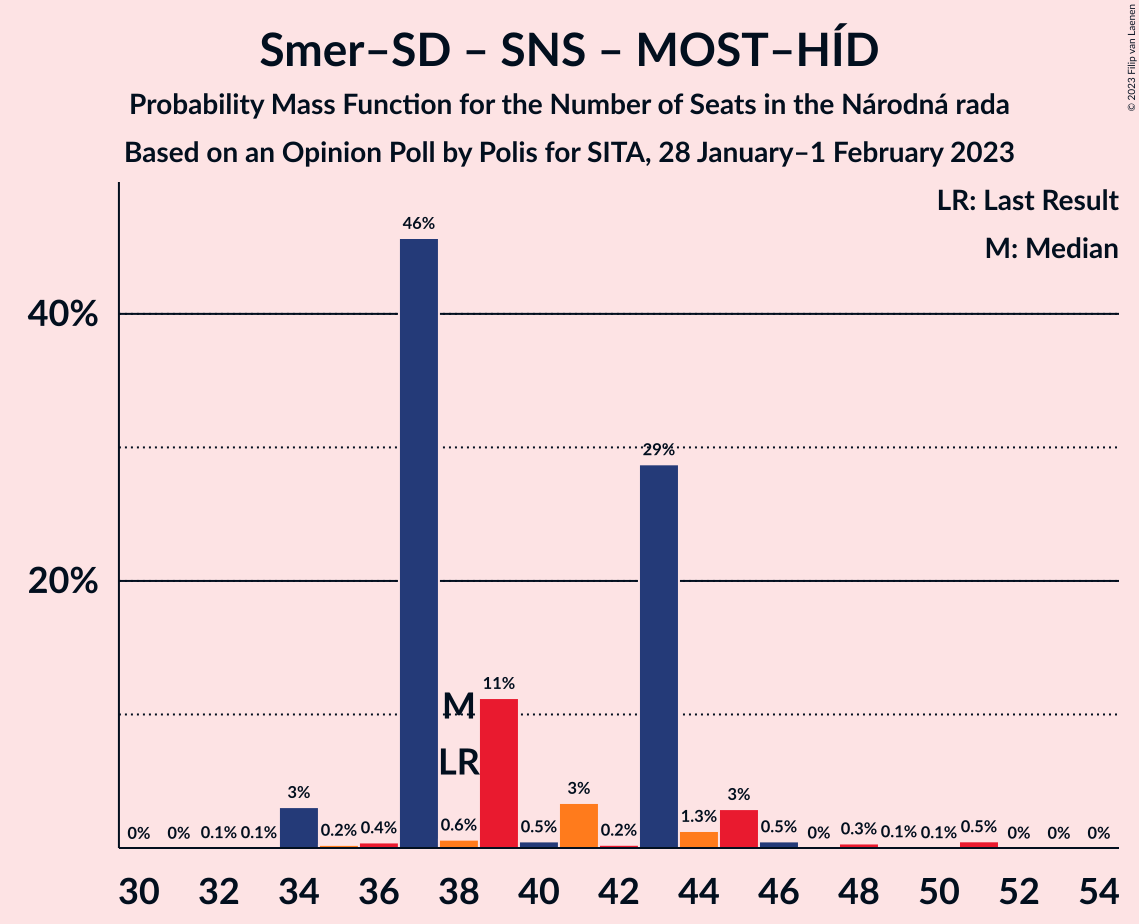 Smer–SD – SNS – MOST–HÍD
Probability Mass Function for the Number of Seats in the Národná rada
Based on an Opinion Poll by Polis for SITA, 28 January–1 February 2023
© 2023 Filip van Laenen
LR: Last Result
M: Median
40%
20%
0% 0% 0.1% 0.1% 3% 0.2% 0.4% 46% 0.6% 11% 0.5% 3% 0.2% 29% 1.3% 3% 0.5% 0% 0.3% 0.1% 0.1% 0.5% 0% 0% 0%
M
LR
30 32 34 36 38 40 42 44 46 48 50 52 54